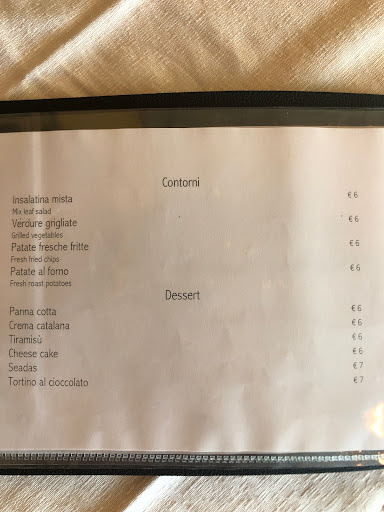 Contorni
Insalatina mista € 6
Mix leaf salad
Verdure grigliate € 6
Grilled vegetables
Patate fresche fritte € 6
Fresh fried chips
Patate al forno € 6
Fresh roast potatoes
Dessert
Panna cotta € 6
Crema catalana € 6
Tiramisù € 6
Cheese cake € 6
Seadas € 7
Tortino al cioccolato € 7